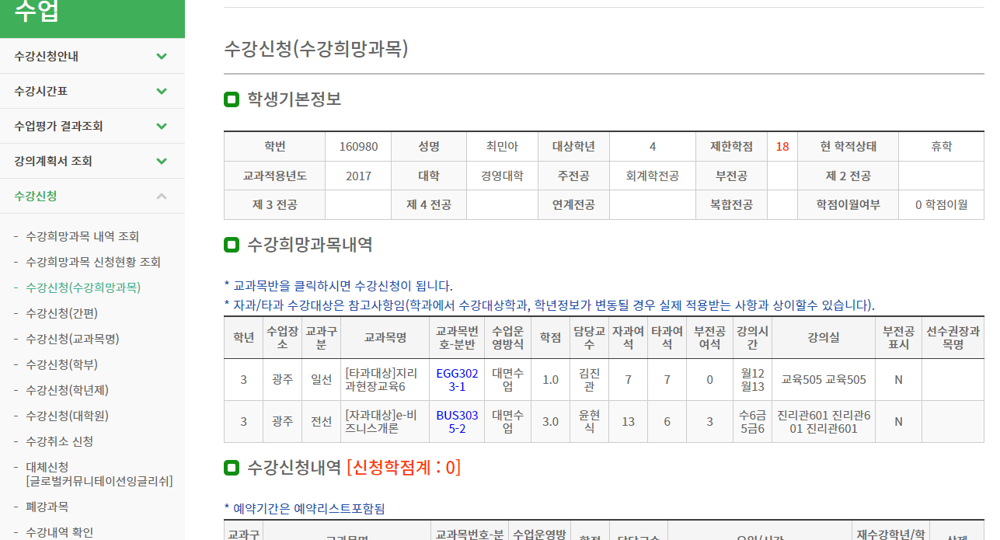 수업
수강신청안내
수강시간표
수업평가 결과조회
강의계획서 조회
수강신청
- 수강희망과목 내역 조회
- 수강희망과목 신청현황 조회
- 수강신청(수강희망과목)
- 수강신청(간편)
- 수강신청(교과목명)
- 수강신청(학부)
- 수강신청(학년제)
- 수강신청(대학원)
- 수강취소 신청
- 대체신청
[글로벌커뮤니테이션잉글리쉬]
- 폐강과목
- 수강내역 확인
수강신청(수강희망과목)
학생기본정보
학번 160980 성명 최민아 대상학년 4 제한학점 18 현 학적상태 휴학
교과적용년도 2017 대학 경영대학 주전공 회계학전공 부전공 제 2 전공
제 3 전공 제 4 전공 연계전공 복합전공 학점이월여부 0 학점이월
수강희망과목내역
* 교과목반을 클릭하시면 수강신청이 됩니다.
* 자과/타과 수강대상은 참고사항임(학과에서 수강대상학과, 학년정보가 변동될 경우 실제 적용받는 사항과 상이할수 있습니다).
학년 수업장소 교과구분 교과목명 교과목번호-분반 수업운영방식 학점 담당교수 자과여석 타과여석 부전공여석 강의시간 강의실 부전공표시 선수권장과목명
3 광주 일선 [타과대상]지리과현장교육6 EGG3023-1 대면수업 1.0 김진관 7 7 0 월12 월13 교육505 교육505 N
3 광주 전선 [자과대상]e-비즈니스개론 BUS3035-2 대면수업 3.0 윤현식 13 6 3 수6금5금6 진리관601 진리관601 진리관601 N
수강신청내역 [신청학점계 : 0]
* 예약기간은 예약리스트포함됨
교과구 교과목명 교과목번호-분 수업운영방 학점 담당교수 요일/시간 재수강학년/학 삭제